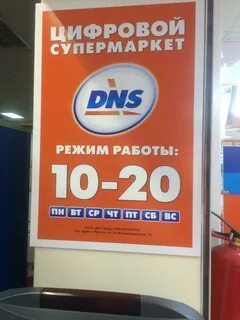 ЦИФРОВОЙ
СУПЕРМАРКЕТ
DNS
РЕЖИМ РАБОТЫ:
10-20
ПН ВТ СР ЧТ ПТ СБ ВС